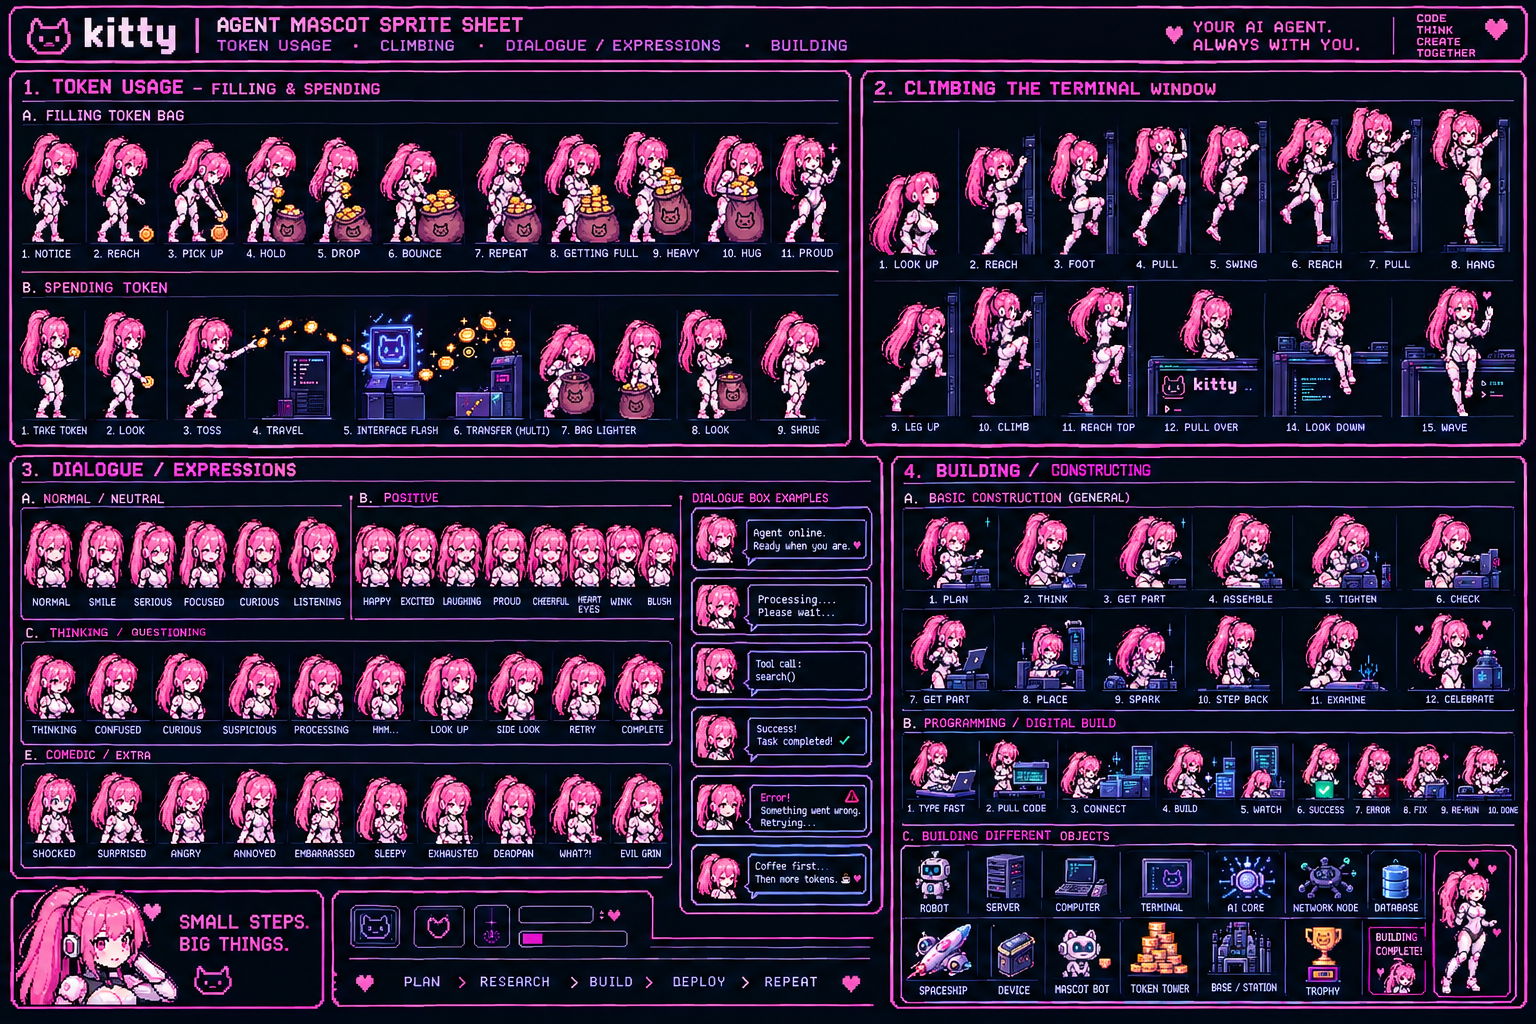 kitty
AGENT MASCOT SPRITE SHEET
TOKEN USAGE · CLIMBING · DIALOGUE / EXPRESSIONS · BUILDING
YOUR AI AGENT.
ALWAYS WITH YOU.
CODE
THINK
CREATE
TOGETHER
1. TOKEN USAGE – FILLING & SPENDING
A. FILLING TOKEN BAG
1. NOTICE 2. REACH 3. PICK UP 4. HOLD 5. DROP 6. BOUNCE 7. REPEAT 8. GETTING FULL 9. HEAVY 10. HUG 11. PROUD
B. SPENDING TOKEN
1. TAKE TOKEN 2. LOOK 3. TOSS 4. TRAVEL 5. INTERFACE FLASH 6. TRANSFER (MULTI) 7. BAG LIGHTER 8. LOOK 9. SHRUG
2. CLIMBING THE TERMINAL WINDOW
1. LOOK UP 2. REACH 3. FOOT 4. PULL 5. SWING 6. REACH 7. PULL 8. HANG
kitty
9. LEG UP 10. CLIMB 11. REACH TOP 12. PULL OVER 14. LOOK DOWN 15. WAVE
3. DIALOGUE / EXPRESSIONS
A. NORMAL / NEUTRAL
NORMAL SMILE SERIOUS FOCUSED CURIOUS LISTENING
B. POSITIVE
HAPPY EXCITED LAUGHING PROUD CHEERFUL HEART EYES WINK BLUSH
C. THINKING / QUESTIONING
THINKING CONFUSED CURIOUS SUSPICIOUS PROCESSING HMM... LOOK UP SIDE LOOK RETRY COMPLETE
E. COMEDIC / EXTRA
SHOCKED SURPRISED ANGRY ANNOYED EMBARRASSED SLEEPY EXHAUSTED DEADPAN WHAT?! EVIL GRIN
DIALOGUE BOX EXAMPLES
Agent online.
Ready when you are.
Processing....
Please wait...
Tool call:
search()
Success!
Task completed!
Error!
Something went wrong.
Retrying...
Coffee first...
Then more tokens.
4. BUILDING / CONSTRUCTING
A. BASIC CONSTRUCTION (GENERAL)
1. PLAN 2. THINK 3. GET PART 4. ASSEMBLE 5. TIGHTEN 6. CHECK
7. GET PART 8. PLACE 9. SPARK 10. STEP BACK 11. EXAMINE 12. CELEBRATE
B. PROGRAMMING / DIGITAL BUILD
1. TYPE FAST 2. PULL CODE 3. CONNECT 4. BUILD 5. WATCH 6. SUCCESS 7. ERROR 8. FIX 9. RE-RUN 10. DONE
C. BUILDING DIFFERENT OBJECTS
ROBOT SERVER COMPUTER TERMINAL AI CORE NETWORK NODE DATABASE
SPACESHIP DEVICE MASCOT BOT TOKEN TOWER BASE / STATION TROPHY
BUILDING
COMPLETE!
SMALL STEPS.
BIG THINGS.
PLAN > RESEARCH > BUILD > DEPLOY > REPEAT